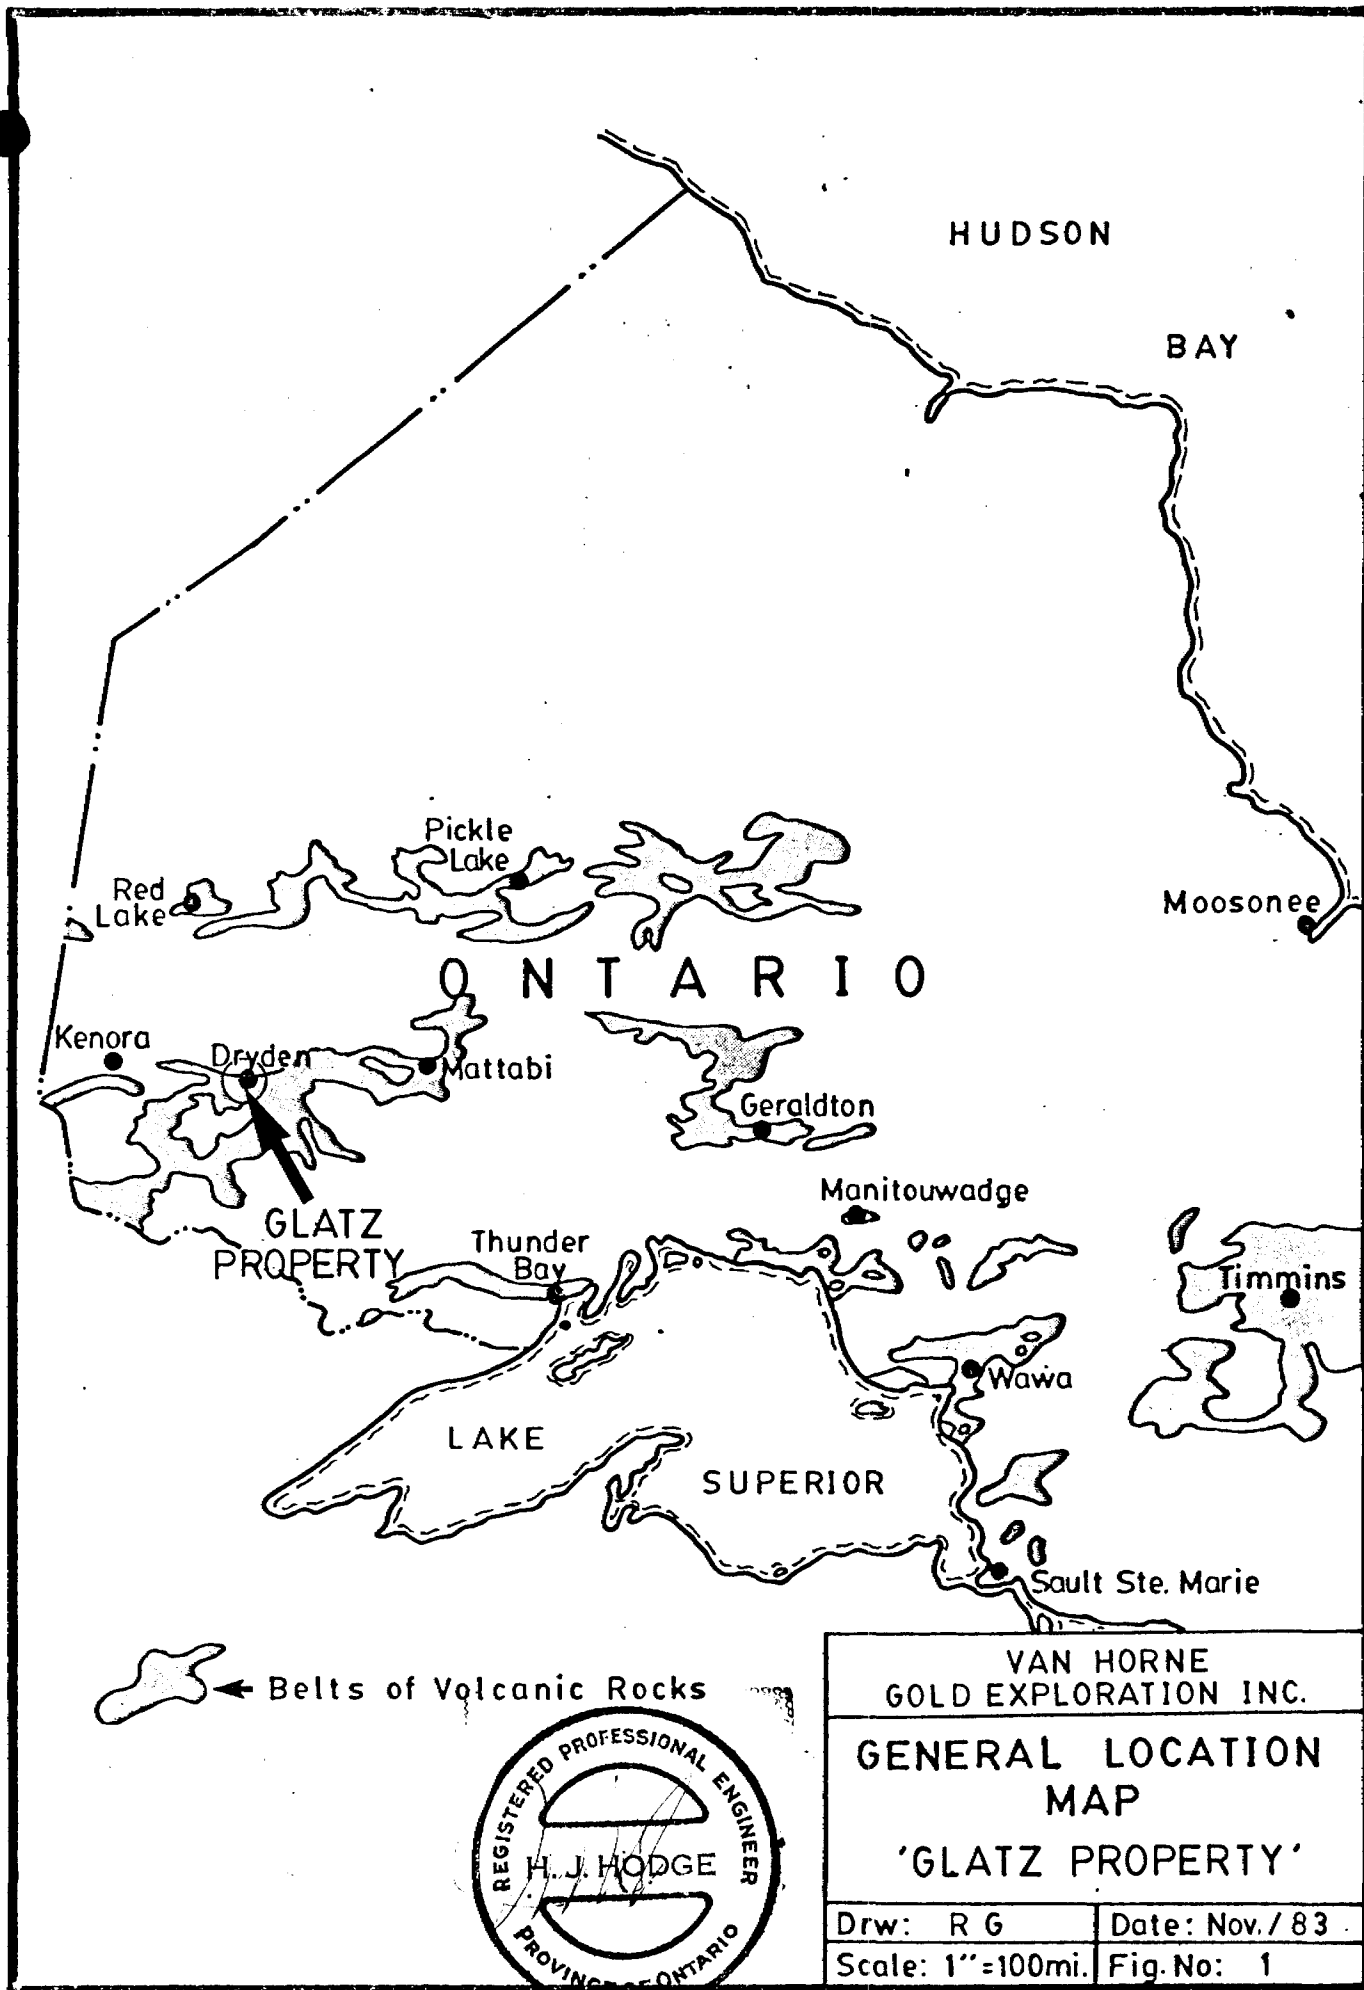 HUDSON
BAY
Pickle
Lake
Red
Lake
Moosonee
ONTARIO
Kenora
Dryden
Mattabi
Geraldton
Manitouwadge
GLATZ
PROPERTY
Thunder
Bay
Timmins
Wawa
LAKE
SUPERIOR
Sault Ste. Marie
Belts of Volcanic Rocks
REGISTERED PROFESSIONAL ENGINEER
H. J. HODGE
PROVINCE OF ONTARIO
VAN HORNE
GOLD EXPLORATION INC.
GENERAL LOCATION
MAP
'GLATZ PROPERTY'
Drw: R G
Date: Nov./83
Scale: 1"=100mi.
Fig. No: 1